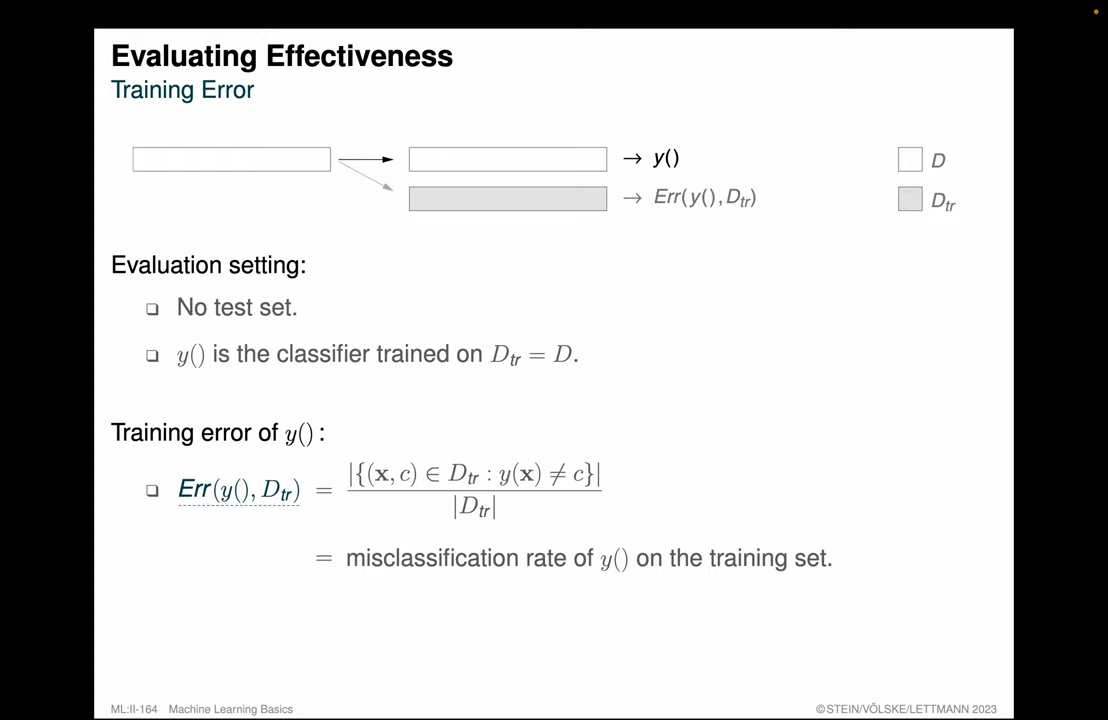 Evaluating Effectiveness
Training Error
→ y() D
→ Err(y(), Dtr) Dtr
Evaluation setting:
❑ No test set.
❑ y() is the classifier trained on Dtr = D.
Training error of y() :
❑ Err(y(), Dtr) = |{(x, c) ∈ Dtr : y(x) ≠ c}| / |Dtr|
= misclassification rate of y() on the training set.
ML:II-164 Machine Learning Basics ©STEIN/VÖLSKE/LETTMANN 2023